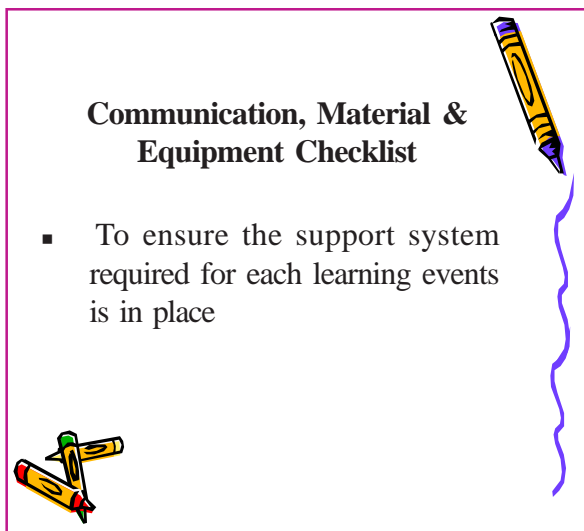 Communication, Material &
Equipment Checklist
▪ To ensure the support system
required for each learning events
is in place